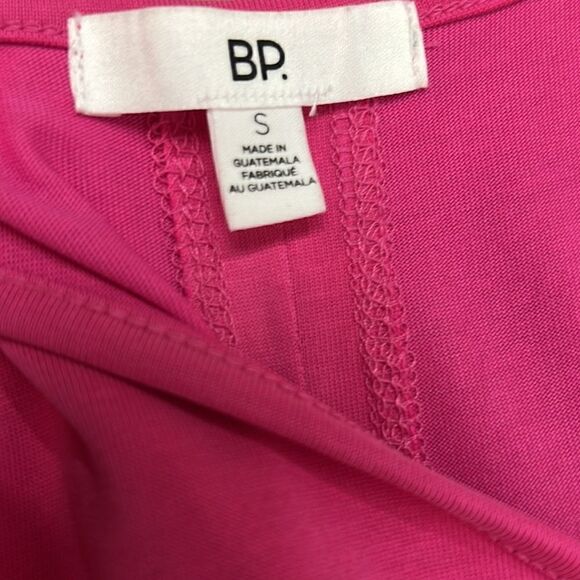 BP.
S
MADE IN
GUATEMALA
FABRIQUÉ
AU GUATEMALA